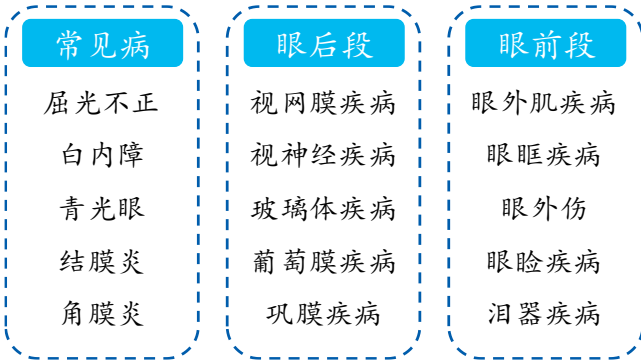 常见病
屈光不正
白内障
青光眼
结膜炎
角膜炎
眼后段
视网膜疾病
视神经疾病
玻璃体疾病
葡萄膜疾病
巩膜疾病
眼前段
眼外肌疾病
眼眶疾病
眼外伤
眼睑疾病
泪器疾病